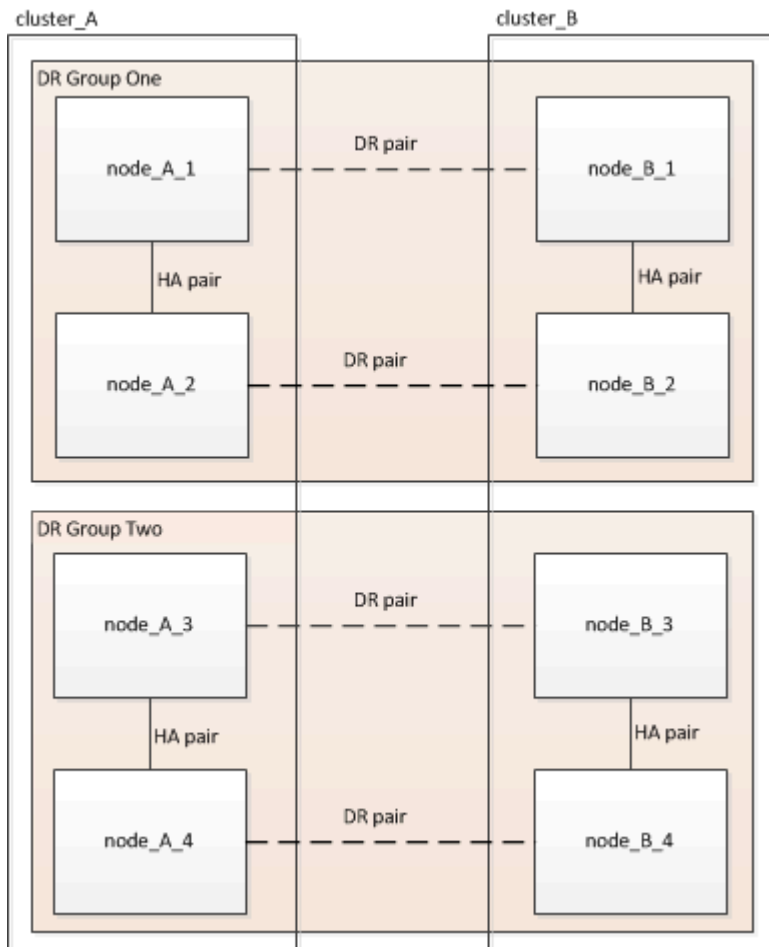 cluster_A
cluster_B
DR Group One
node_A_1
DR pair
node_B_1
HA pair
HA pair
node_A_2
DR pair
node_B_2
DR Group Two
node_A_3
DR pair
node_B_3
HA pair
HA pair
node_A_4
DR pair
node_B_4